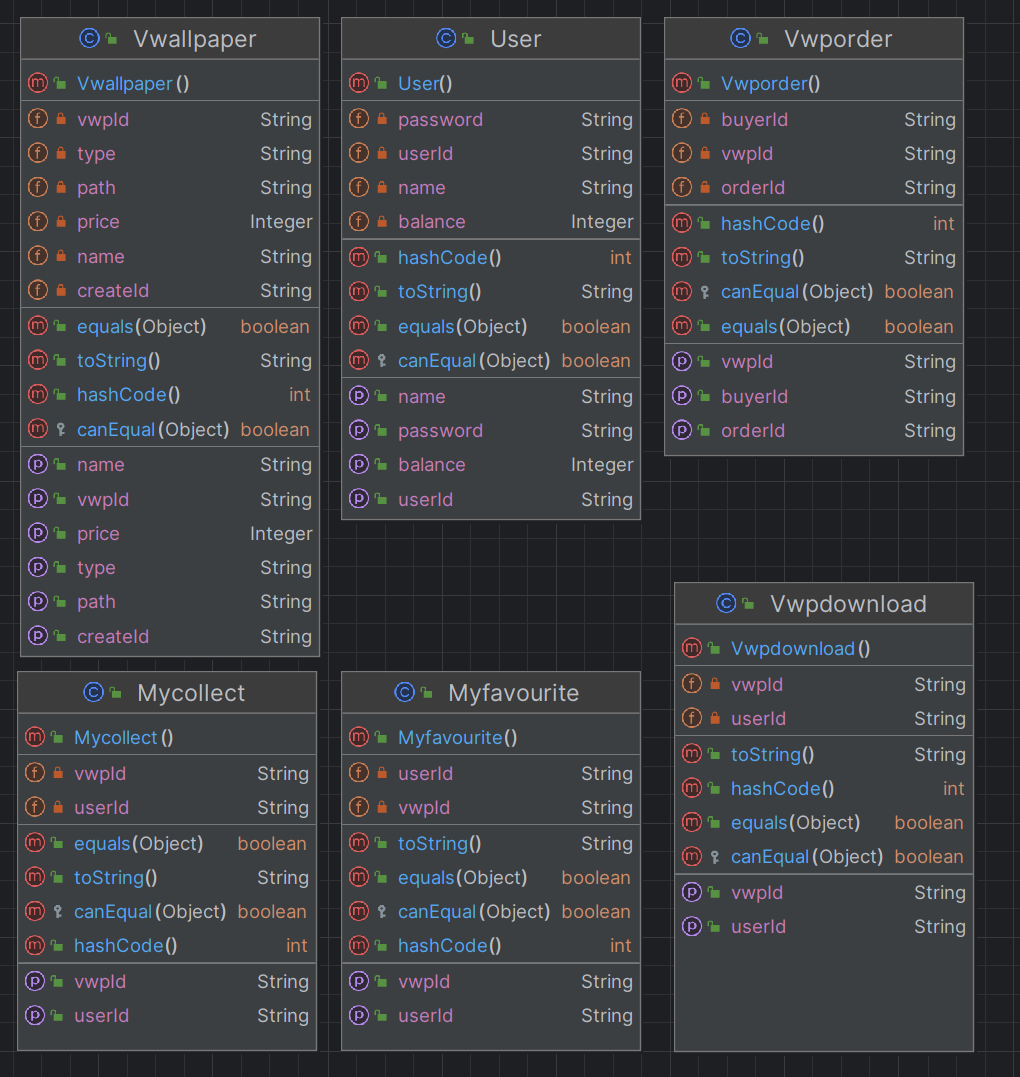 Vwallpaper
Vwallpaper()
vwpId String
type String
path String
price Integer
name String
createId String
equals(Object) boolean
toString() String
hashCode() int
canEqual(Object) boolean
name String
vwpId String
price Integer
type String
path String
createId String
User
User()
password String
userId String
name String
balance Integer
hashCode() int
toString() String
equals(Object) boolean
canEqual(Object) boolean
name String
password String
balance Integer
userId String
Vwporder
Vwporder()
buyerId String
vwpId String
orderId String
hashCode() int
toString() String
canEqual(Object) boolean
equals(Object) boolean
vwpId String
buyerId String
orderId String
Mycollect
Mycollect()
vwpId String
userId String
equals(Object) boolean
toString() String
canEqual(Object) boolean
hashCode() int
vwpId String
userId String
Myfavourite
Myfavourite()
userId String
vwpId String
toString() String
equals(Object) boolean
canEqual(Object) boolean
hashCode() int
vwpId String
userId String
Vwpdownload
Vwpdownload()
vwpId String
userId String
toString() String
hashCode() int
equals(Object) boolean
canEqual(Object) boolean
vwpId String
userId String